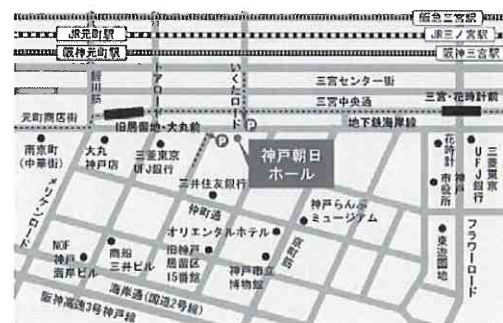 阪急三宮駅
JR元町駅
JR三ノ宮駅
阪神元町駅
阪神三宮駅
鯉川筋
トアロード
いくたロード
三宮センター街
三宮中央通
三宮・花時計前
元町商店街
旧居留地・大丸前
地下鉄海岸線
P
P
南京町
(中華街)
大丸
神戸店
三菱東京
UFJ銀行
神戸朝日
ホール
花時計
神戸
市役所
三菱東京
UFJ銀行
三井住友銀行
メリケンロード
仲町通
神戸らんぷ
ミュージアム
オリエンタルホテル
京町筋
東遊園地
フラワーロード
NOF
神戸
海岸ビル
商船
三井ビル
旧神戸
居留区
15番館
神戸市立
博物館
海岸通(国道2号線)
阪神高速3号神戸線